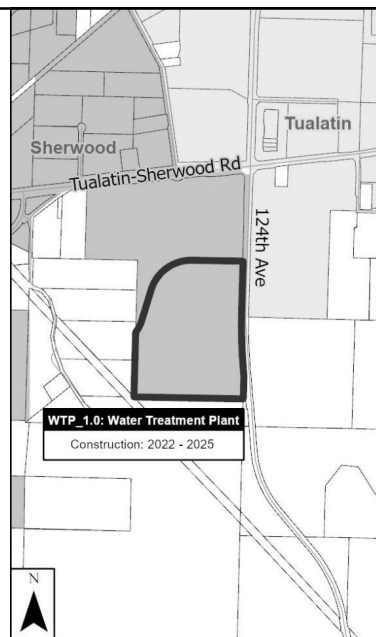 Sherwood
Tualatin
Tualatin-Sherwood Rd
124th Ave
WTP_1.0: Water Treatment Plant
Construction: 2022 - 2025
N